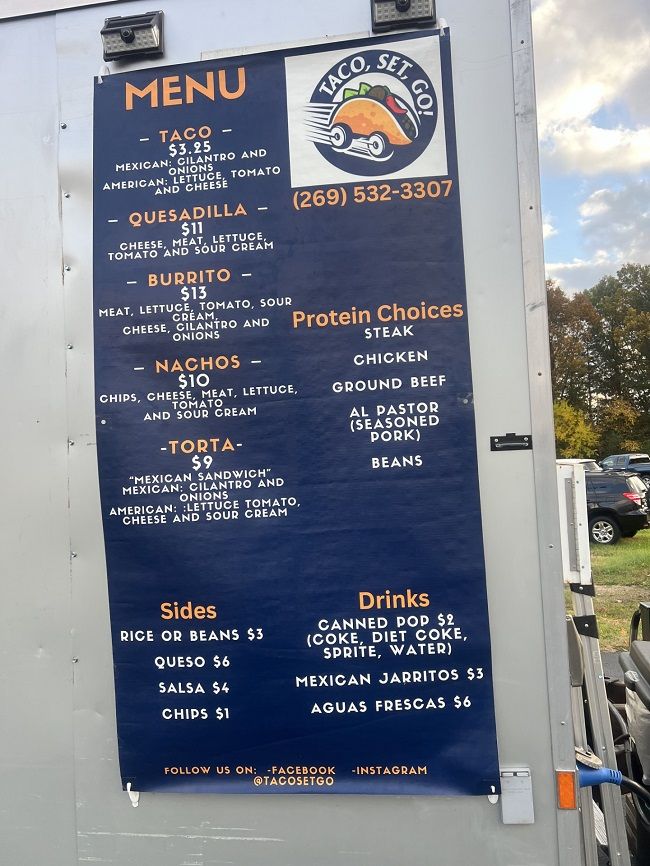 MENU
TACO, SET, GO!
(269) 532-3307
– TACO –
$3.25
MEXICAN: CILANTRO AND
ONIONS
AMERICAN: LETTUCE, TOMATO
AND CHEESE
– QUESADILLA –
$11
CHEESE, MEAT, LETTUCE,
TOMATO AND SOUR CREAM
– BURRITO –
$13
MEAT, LETTUCE, TOMATO, SOUR
CREAM,
CHEESE, CILANTRO AND
ONIONS
– NACHOS –
$10
CHIPS, CHEESE, MEAT, LETTUCE,
TOMATO
AND SOUR CREAM
-TORTA-
$9
"MEXICAN SANDWICH"
MEXICAN: CILANTRO AND
ONIONS
AMERICAN: :LETTUCE TOMATO,
CHEESE AND SOUR CREAM
Protein Choices
STEAK
CHICKEN
GROUND BEEF
AL PASTOR
(SEASONED
PORK)
BEANS
Sides
RICE OR BEANS $3
QUESO $6
SALSA $4
CHIPS $1
Drinks
CANNED POP $2
(COKE, DIET COKE,
SPRITE, WATER)
MEXICAN JARRITOS $3
AGUAS FRESCAS $6
FOLLOW US ON: -FACEBOOK -INSTAGRAM
@TACOSETGO